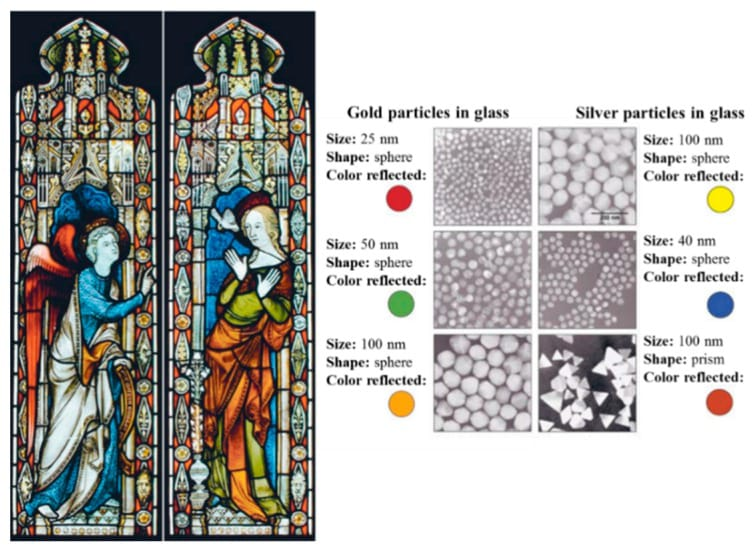 Gold particles in glass
Size: 25 nm
Shape: sphere
Color reflected:
Size: 50 nm
Shape: sphere
Color reflected:
Size: 100 nm
Shape: sphere
Color reflected:
Silver particles in glass
Size: 100 nm
Shape: sphere
Color reflected:
Size: 40 nm
Shape: sphere
Color reflected:
Size: 100 nm
Shape: prism
Color reflected: